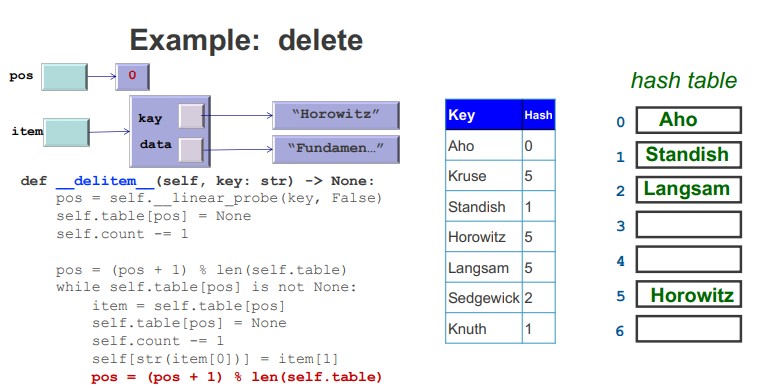 Example: delete
pos
0
item
kay
data
“Horowitz”
“Fundamen…”
def __delitem__(self, key: str) -> None:
pos = self.__linear_probe(key, False)
self.table[pos] = None
self.count -= 1
pos = (pos + 1) % len(self.table)
while self.table[pos] is not None:
item = self.table[pos]
self.table[pos] = None
self.count -= 1
self[str(item[0])] = item[1]
pos = (pos + 1) % len(self.table)
Key Hash
Aho 0
Kruse 5
Standish 1
Horowitz 5
Langsam 5
Sedgewick 2
Knuth 1
hash table
0 Aho
1 Standish
2 Langsam
3
4
5 Horowitz
6